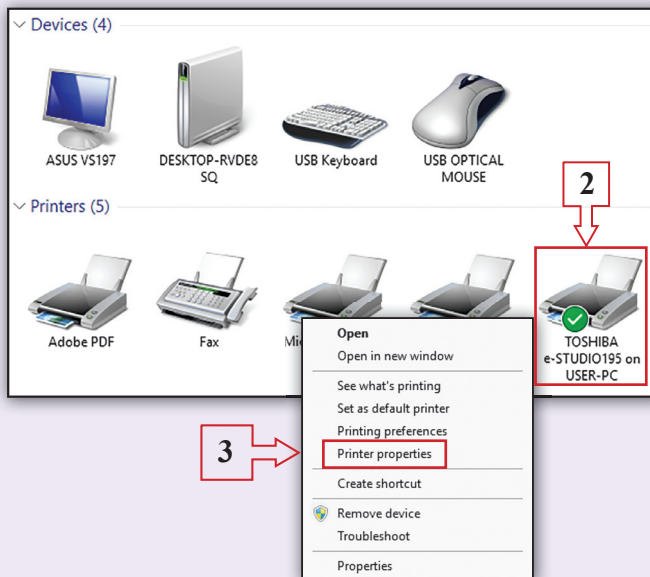 Devices (4)
ASUS VS197
DESKTOP-RVDE8
SQ
USB Keyboard
USB OPTICAL
MOUSE
2
Printers (5)
Adobe PDF
Fax
TOSHIBA
e-STUDIO195 on
USER-PC
Open
Open in new window
See what's printing
Set as default printer
Printing preferences
3
Printer properties
Create shortcut
Remove device
Troubleshoot
Properties